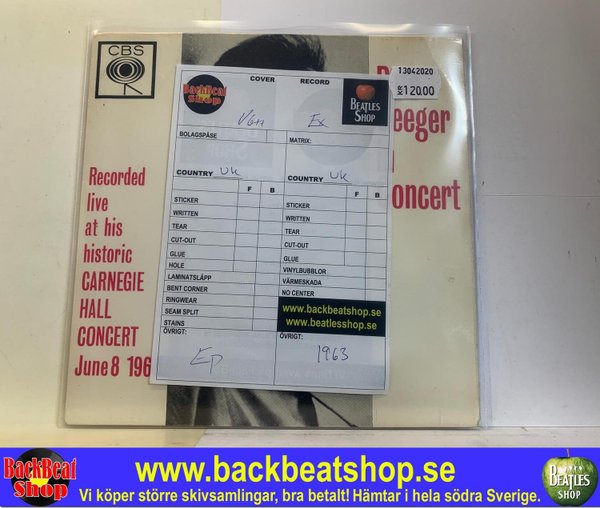 CBS
13042020
120.00
eeger
oncert
Recorded
live
at his
historic
CARNEGIE
HALL
CONCERT
June 8 196
BackBeat
Shop
COVER RECORD
BEATLES
SHOP
VG++ Ex
BOLAGSPÅSE MATRIX:
COUNTRY UK COUNTRY UK
F B F B
STICKER STICKER
WRITTEN WRITTEN
TEAR TEAR
CUT-OUT CUT-OUT
GLUE GLUE
HOLE VINYLBUBBLOR
LAMINATSLÄPP VÄRMESKADA
BENT CORNER NO CENTER
RINGWEAR
SEAM SPLIT
STAINS
www.backbeatshop.se
www.beatlesshop.se
ÖVRIGT: ÖVRIGT:
Ep 1963
BackBeat
Shop
www.backbeatshop.se
Vi köper större skivsamlingar, bra betalt! Hämtar i hela södra Sverige.
BEATLES
SHOP